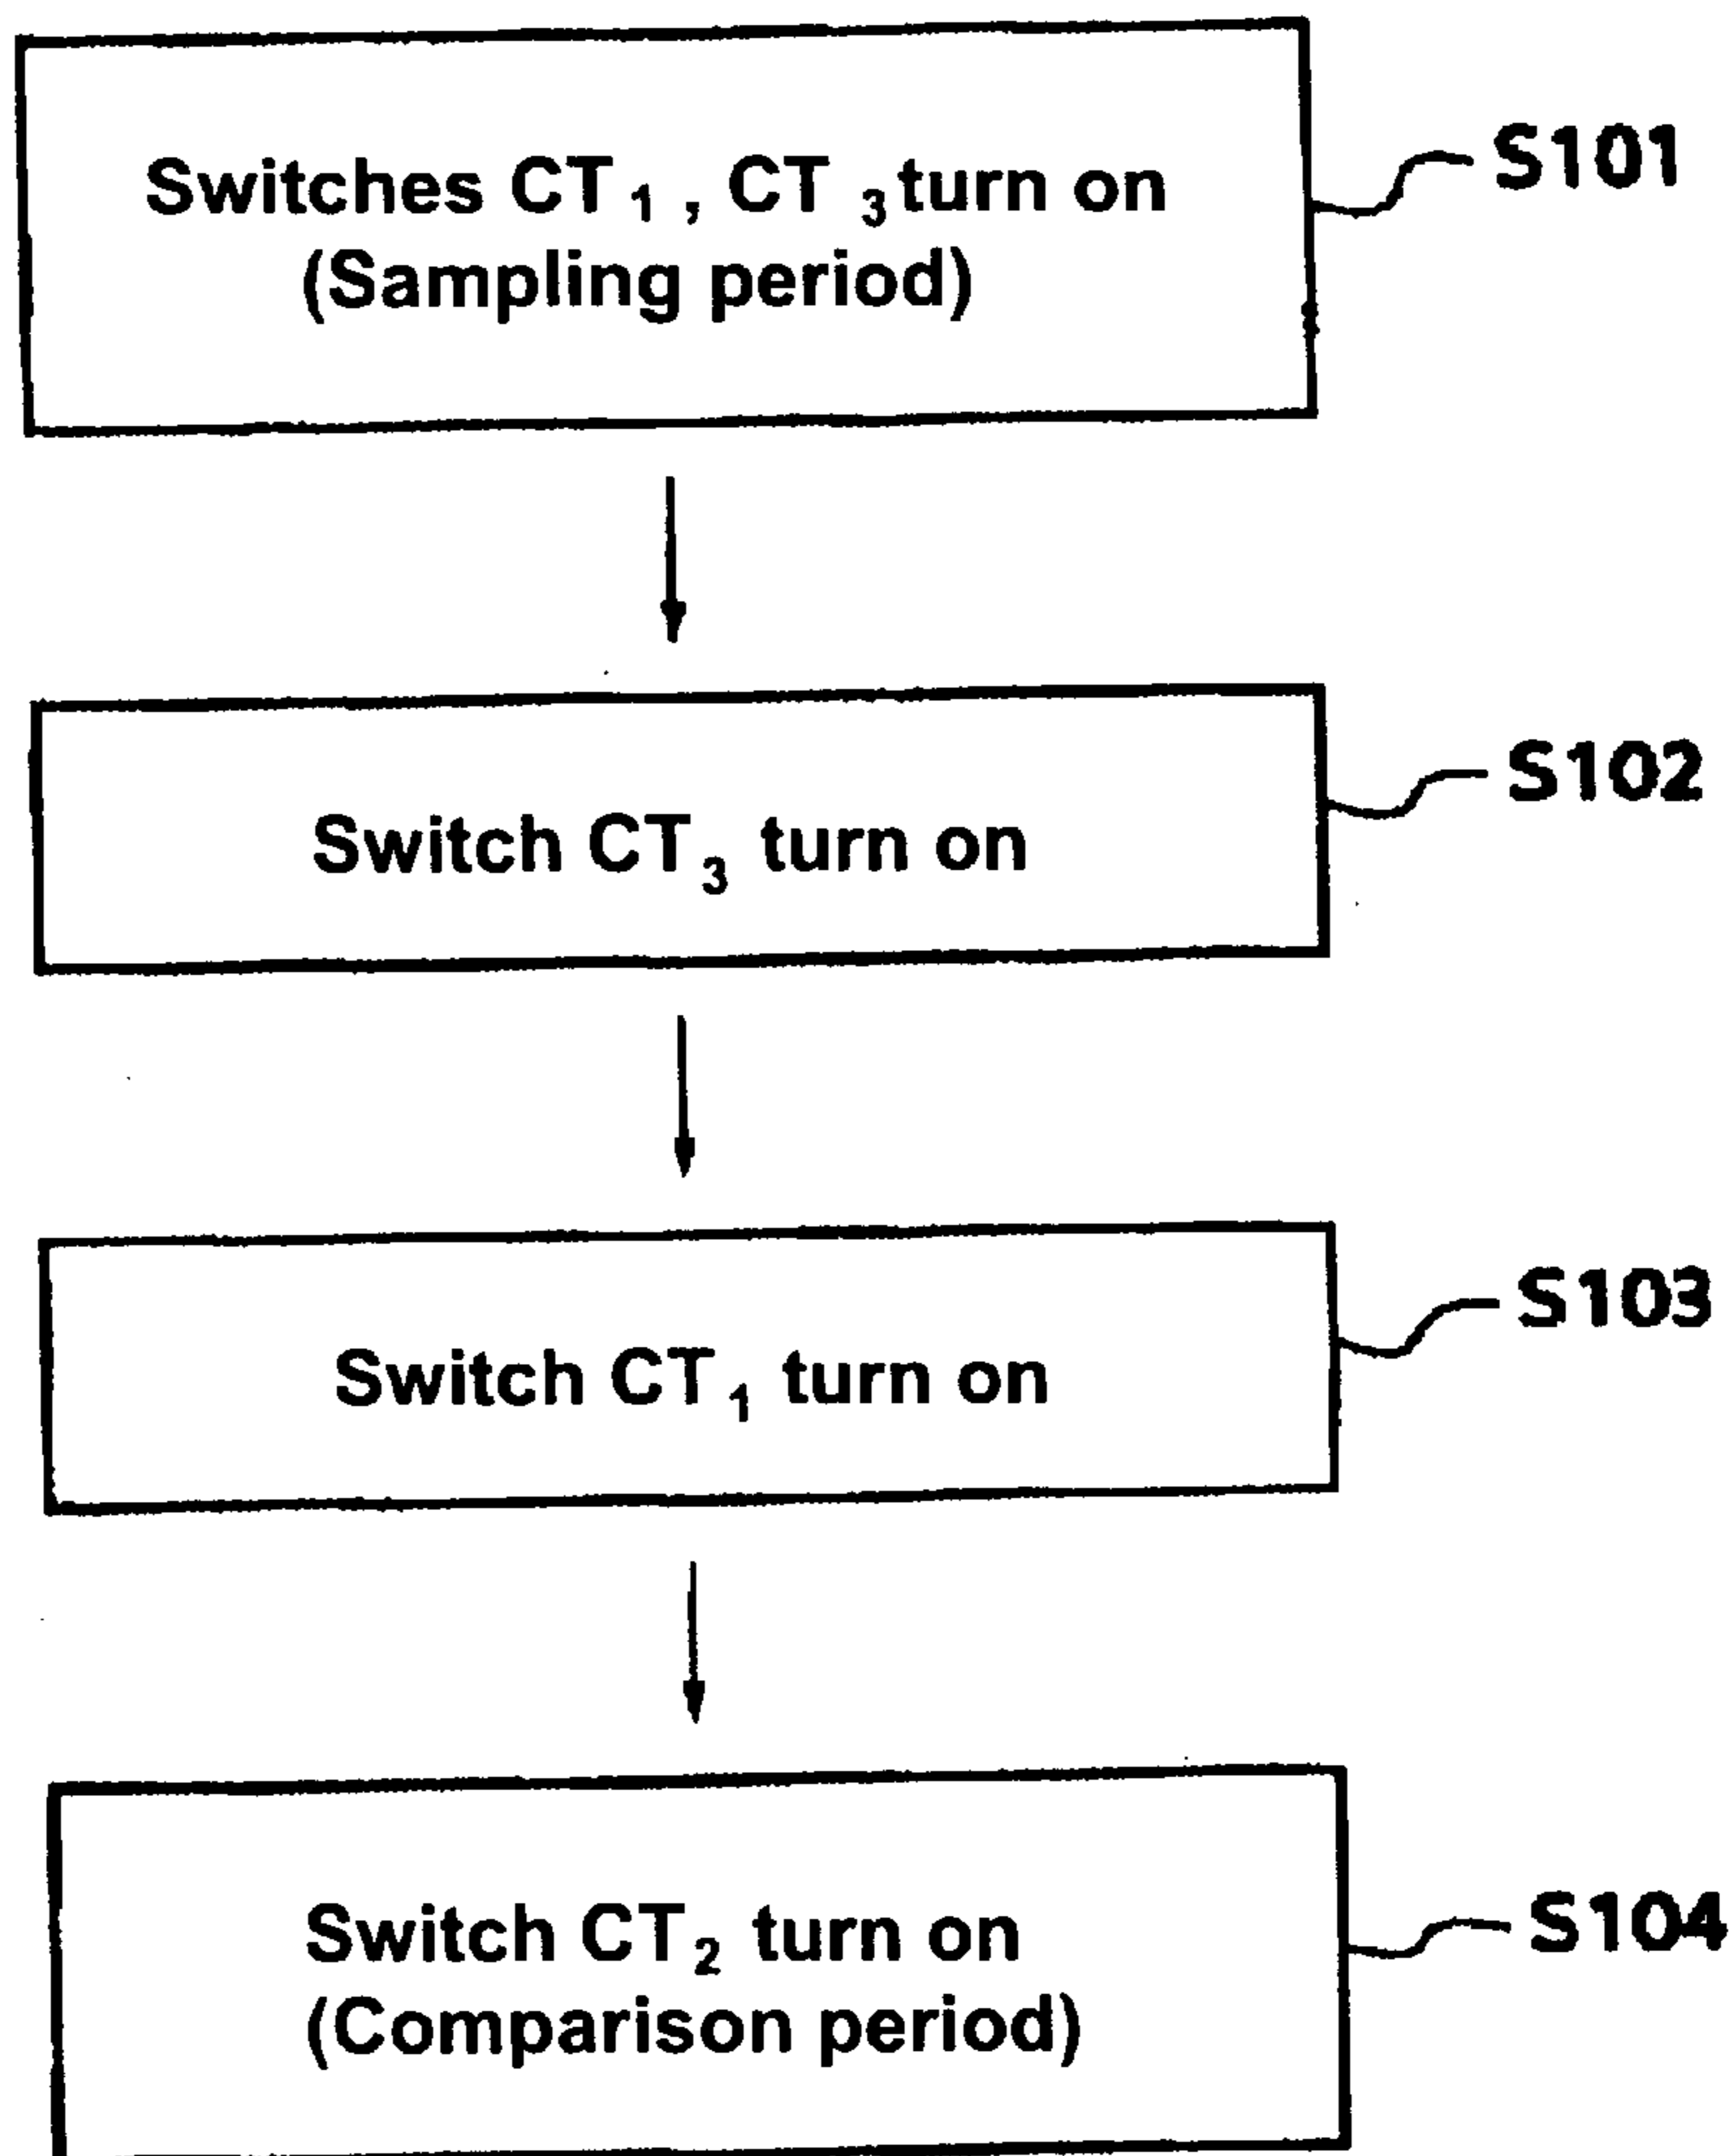 Switches CT₁, CT₃ turn on
(Sampling period)
S101
Switch CT₃ turn on
S102
Switch CT₁ turn on
S103
Switch CT₂ turn on
(Comparison period)
S104